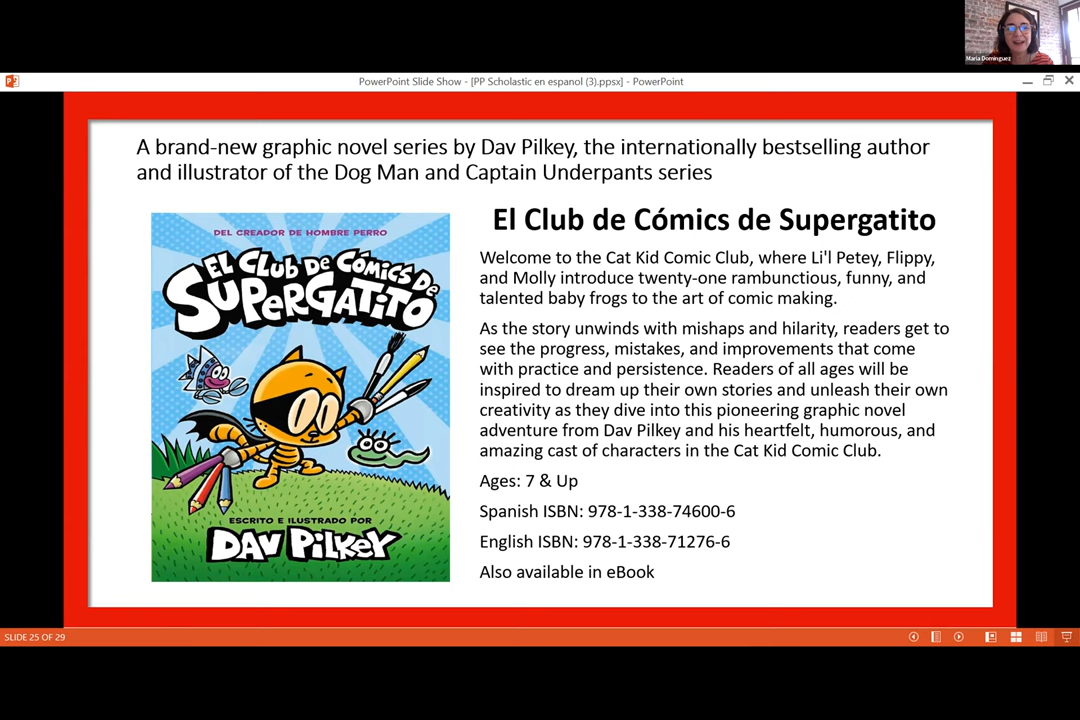 Maria Dominguez
PowerPoint Slide Show - [PP Scholastic en espanol (3).ppsx] - PowerPoint
A brand-new graphic novel series by Dav Pilkey, the internationally bestselling author
and illustrator of the Dog Man and Captain Underpants series
DEL CREADOR DE HOMBRE PERRO
EL CLUB DE CÓMICS DE
SUPERGATITO
ESCRITO E ILUSTRADO POR
DAV PILKEY
El Club de Cómics de Supergatito
Welcome to the Cat Kid Comic Club, where Li'l Petey, Flippy,
and Molly introduce twenty-one rambunctious, funny, and
talented baby frogs to the art of comic making.
As the story unwinds with mishaps and hilarity, readers get to
see the progress, mistakes, and improvements that come
with practice and persistence. Readers of all ages will be
inspired to dream up their own stories and unleash their own
creativity as they dive into this pioneering graphic novel
adventure from Dav Pilkey and his heartfelt, humorous, and
amazing cast of characters in the Cat Kid Comic Club.
Ages: 7 & Up
Spanish ISBN: 978-1-338-74600-6
English ISBN: 978-1-338-71276-6
Also available in eBook
SLIDE 25 OF 29